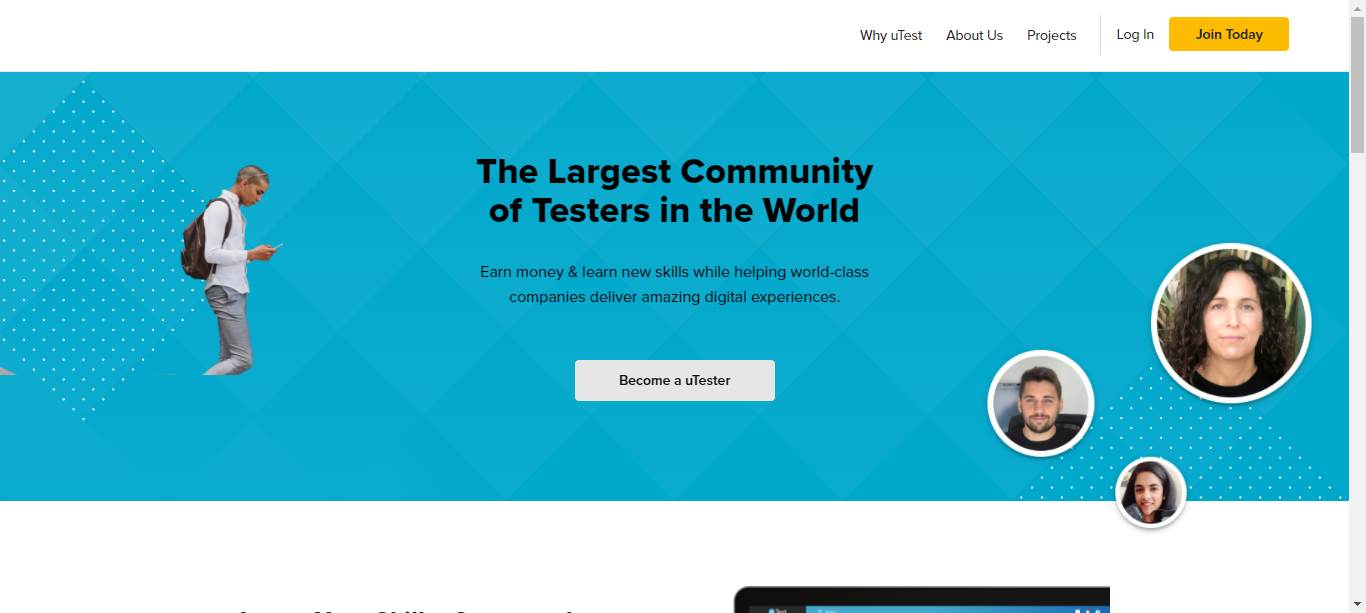 Why uTest
About Us
Projects
Log In
Join Today
The Largest Community
of Testers in the World
Earn money & learn new skills while helping world-class
companies deliver amazing digital experiences.
Become a uTester